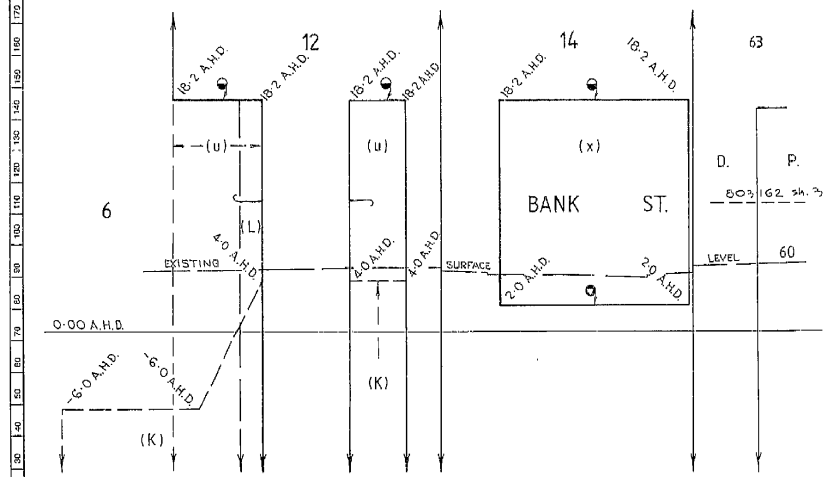 170
160
150
140
130
120
110
100
90
80
70
60
50
40
30
12
14
63
18·2 A.H.D.
18·2 A.H.D.
18·2 A.H.D.
18·2 A.H.D.
18·2 A.H.D.
18·2 A.H.D.
(u)
(u)
(x)
D. P.
803162 Sh. 3
6
(L)
BANK ST.
EXISTING
4·0 A.H.D.
4·0 A.H.D.
4·0 A.H.D.
SURFACE
2·0 A.H.D.
2·0 A.H.D.
LEVEL
60
0·00 A.H.D.
-6·0 A.H.D.
-6·0 A.H.D.
(K)
(K)